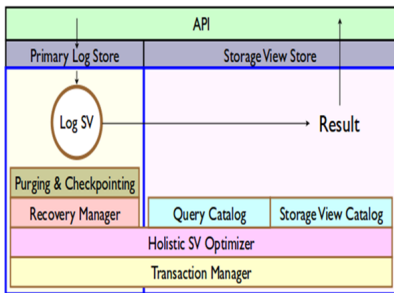 API
Primary Log Store
Storage View Store
Log SV
Result
Purging & Checkpointing
Recovery Manager
Query Catalog
Storage View Catalog
Holistic SV Optimizer
Transaction Manager